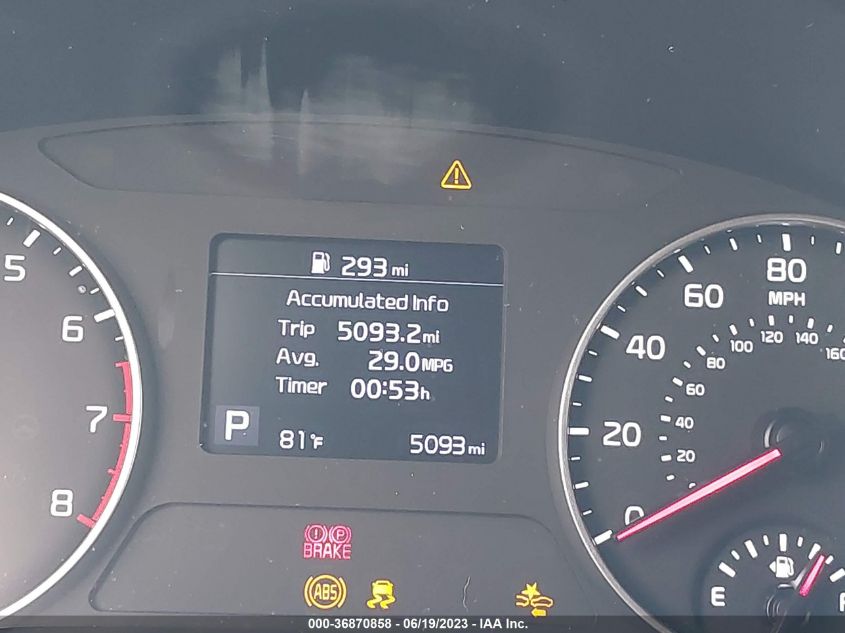 293 mi
Accumulated Info
Trip 5093.2mi
Avg. 29.0MPG
Timer 00:53h
P 81°F 5093 mi
5
6
7
8
80
MPH
60
40
20
0
160
140
120
100
80
60
40
20
E
BRAKE
P
ABS
000-36870858 - 06/19/2023 - IAA Inc.